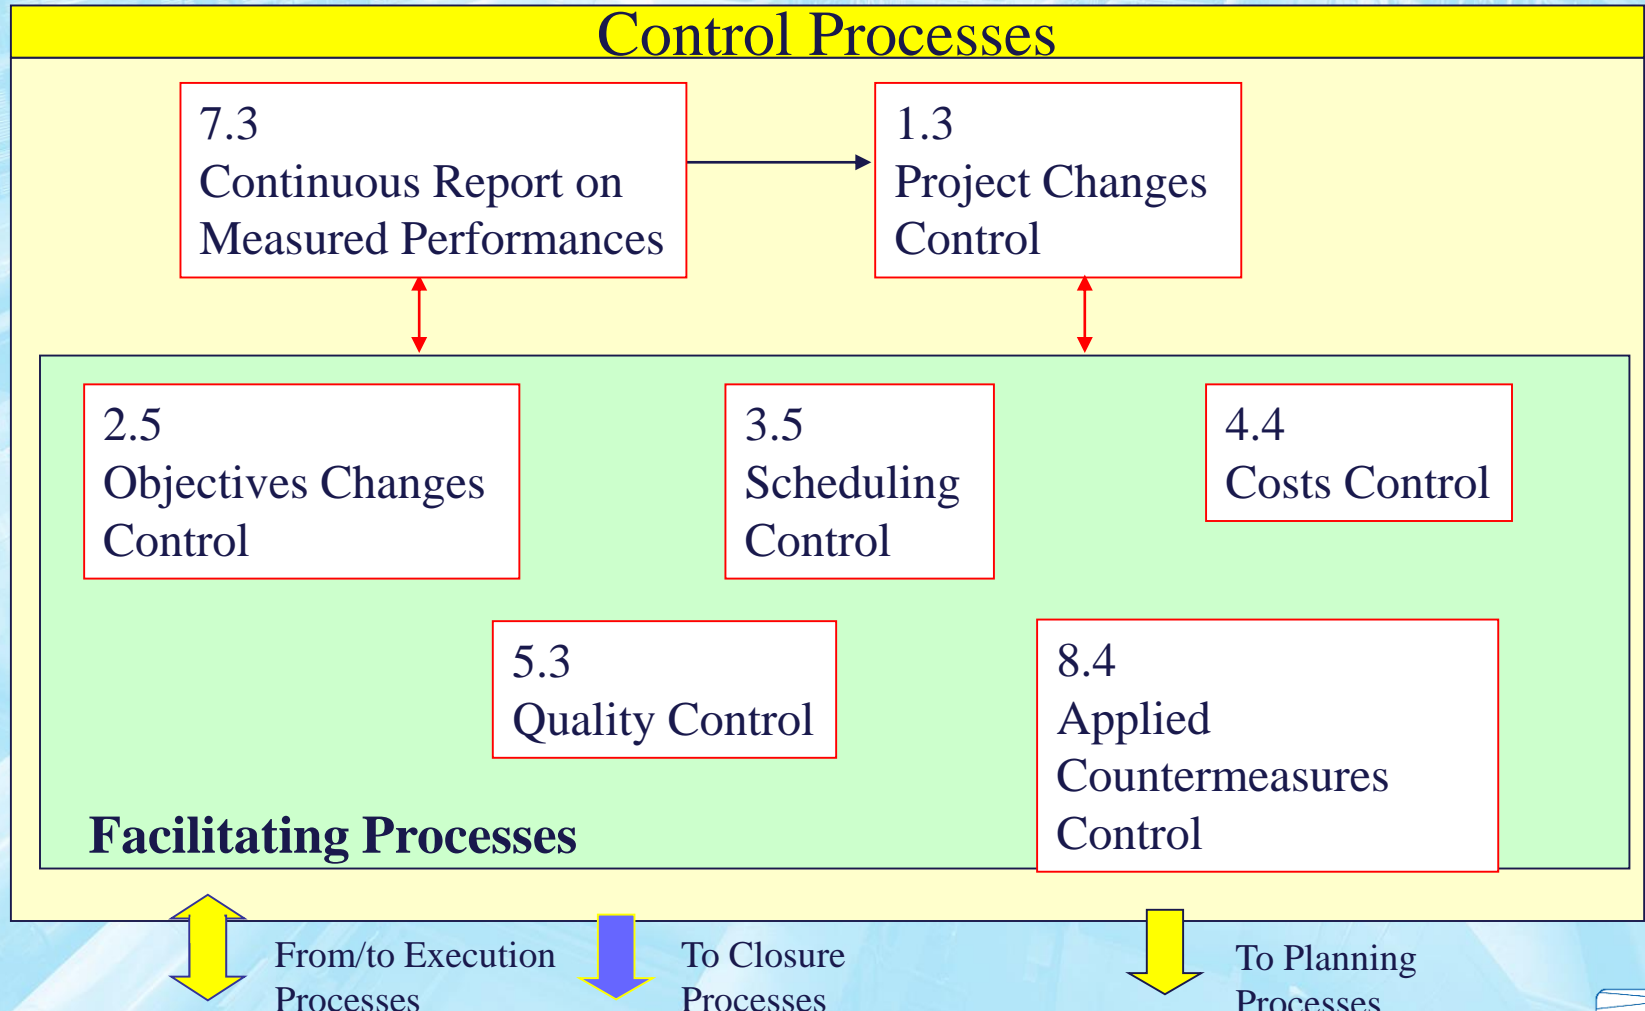 Control Processes
7.3
Continuous Report on
Measured Performances
1.3
Project Changes
Control
2.5
Objectives Changes
Control
3.5
Scheduling
Control
4.4
Costs Control
5.3
Quality Control
8.4
Applied
Countermeasures
Control
Facilitating Processes
From/to Execution
Processes
To Closure
Processes
To Planning
Processes